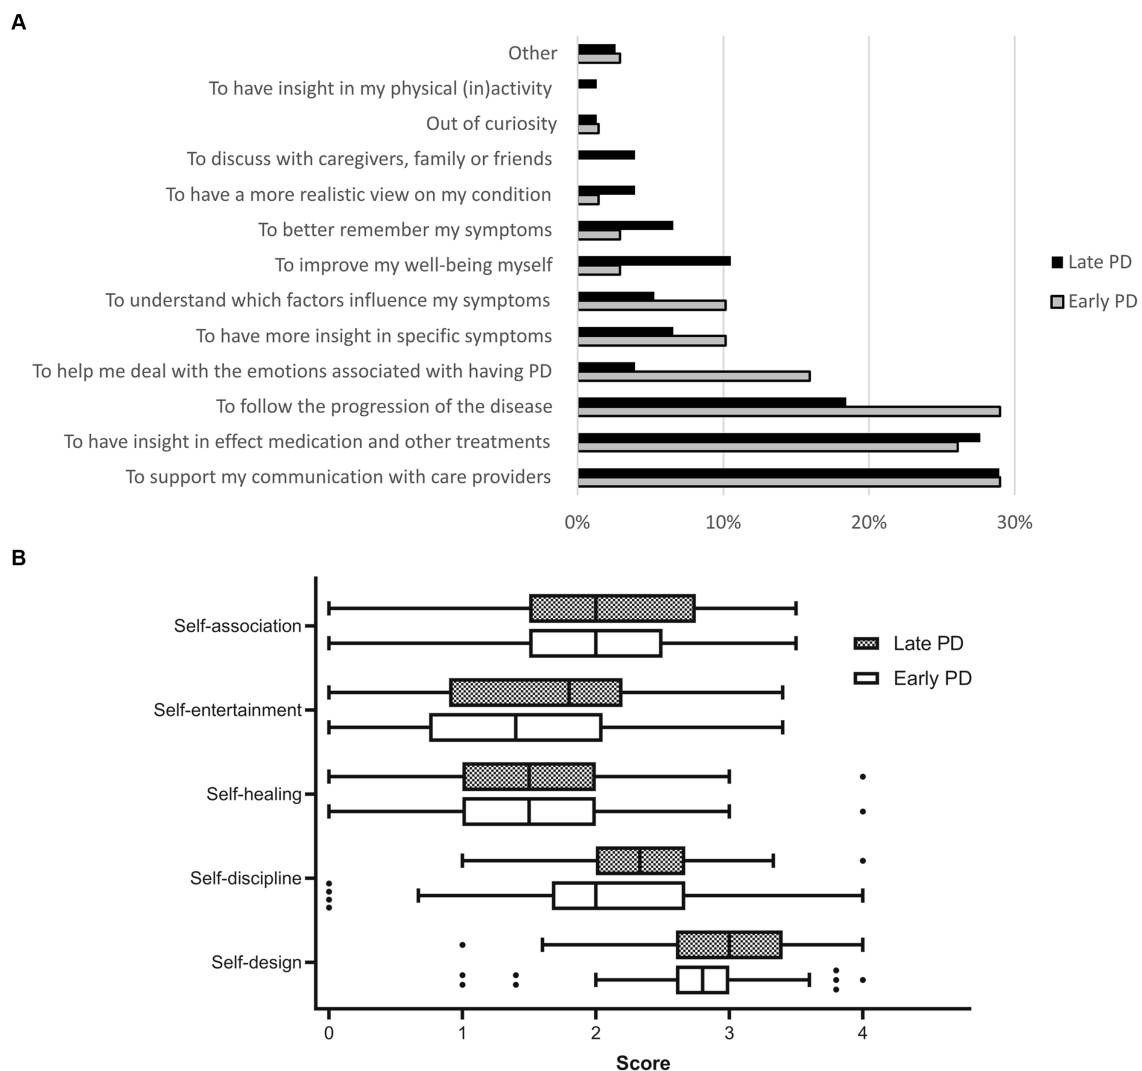 A
Other
To have insight in my physical (in)activity
Out of curiosity
To discuss with caregivers, family or friends
To have a more realistic view on my condition
To better remember my symptoms
To improve my well-being myself
To understand which factors influence my symptoms
To have more insight in specific symptoms
To help me deal with the emotions associated with having PD
To follow the progression of the disease
To have insight in effect medication and other treatments
To support my communication with care providers
0% 10% 20% 30%
Late PD
Early PD
B
Self-association
Self-entertainment
Self-healing
Self-discipline
Self-design
Late PD
Early PD
0 1 2 3 4
Score